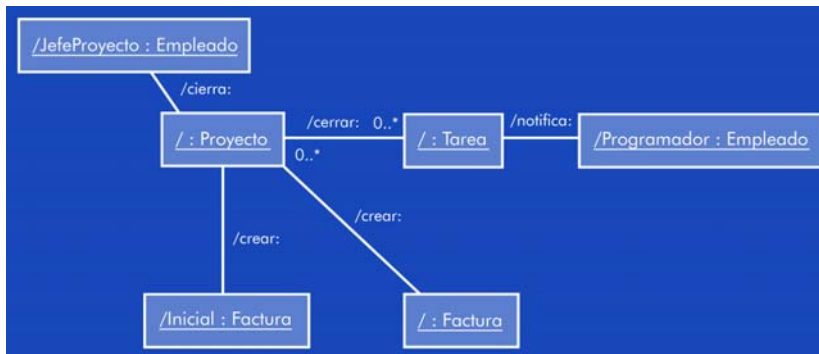 /JefeProyecto : Empleado
/cierra:
/ : Proyecto
/cerrar:
0..*
0..*
/ : Tarea
/notifica:
/Programador : Empleado
/crear:
/crear:
/Inicial : Factura
/ : Factura